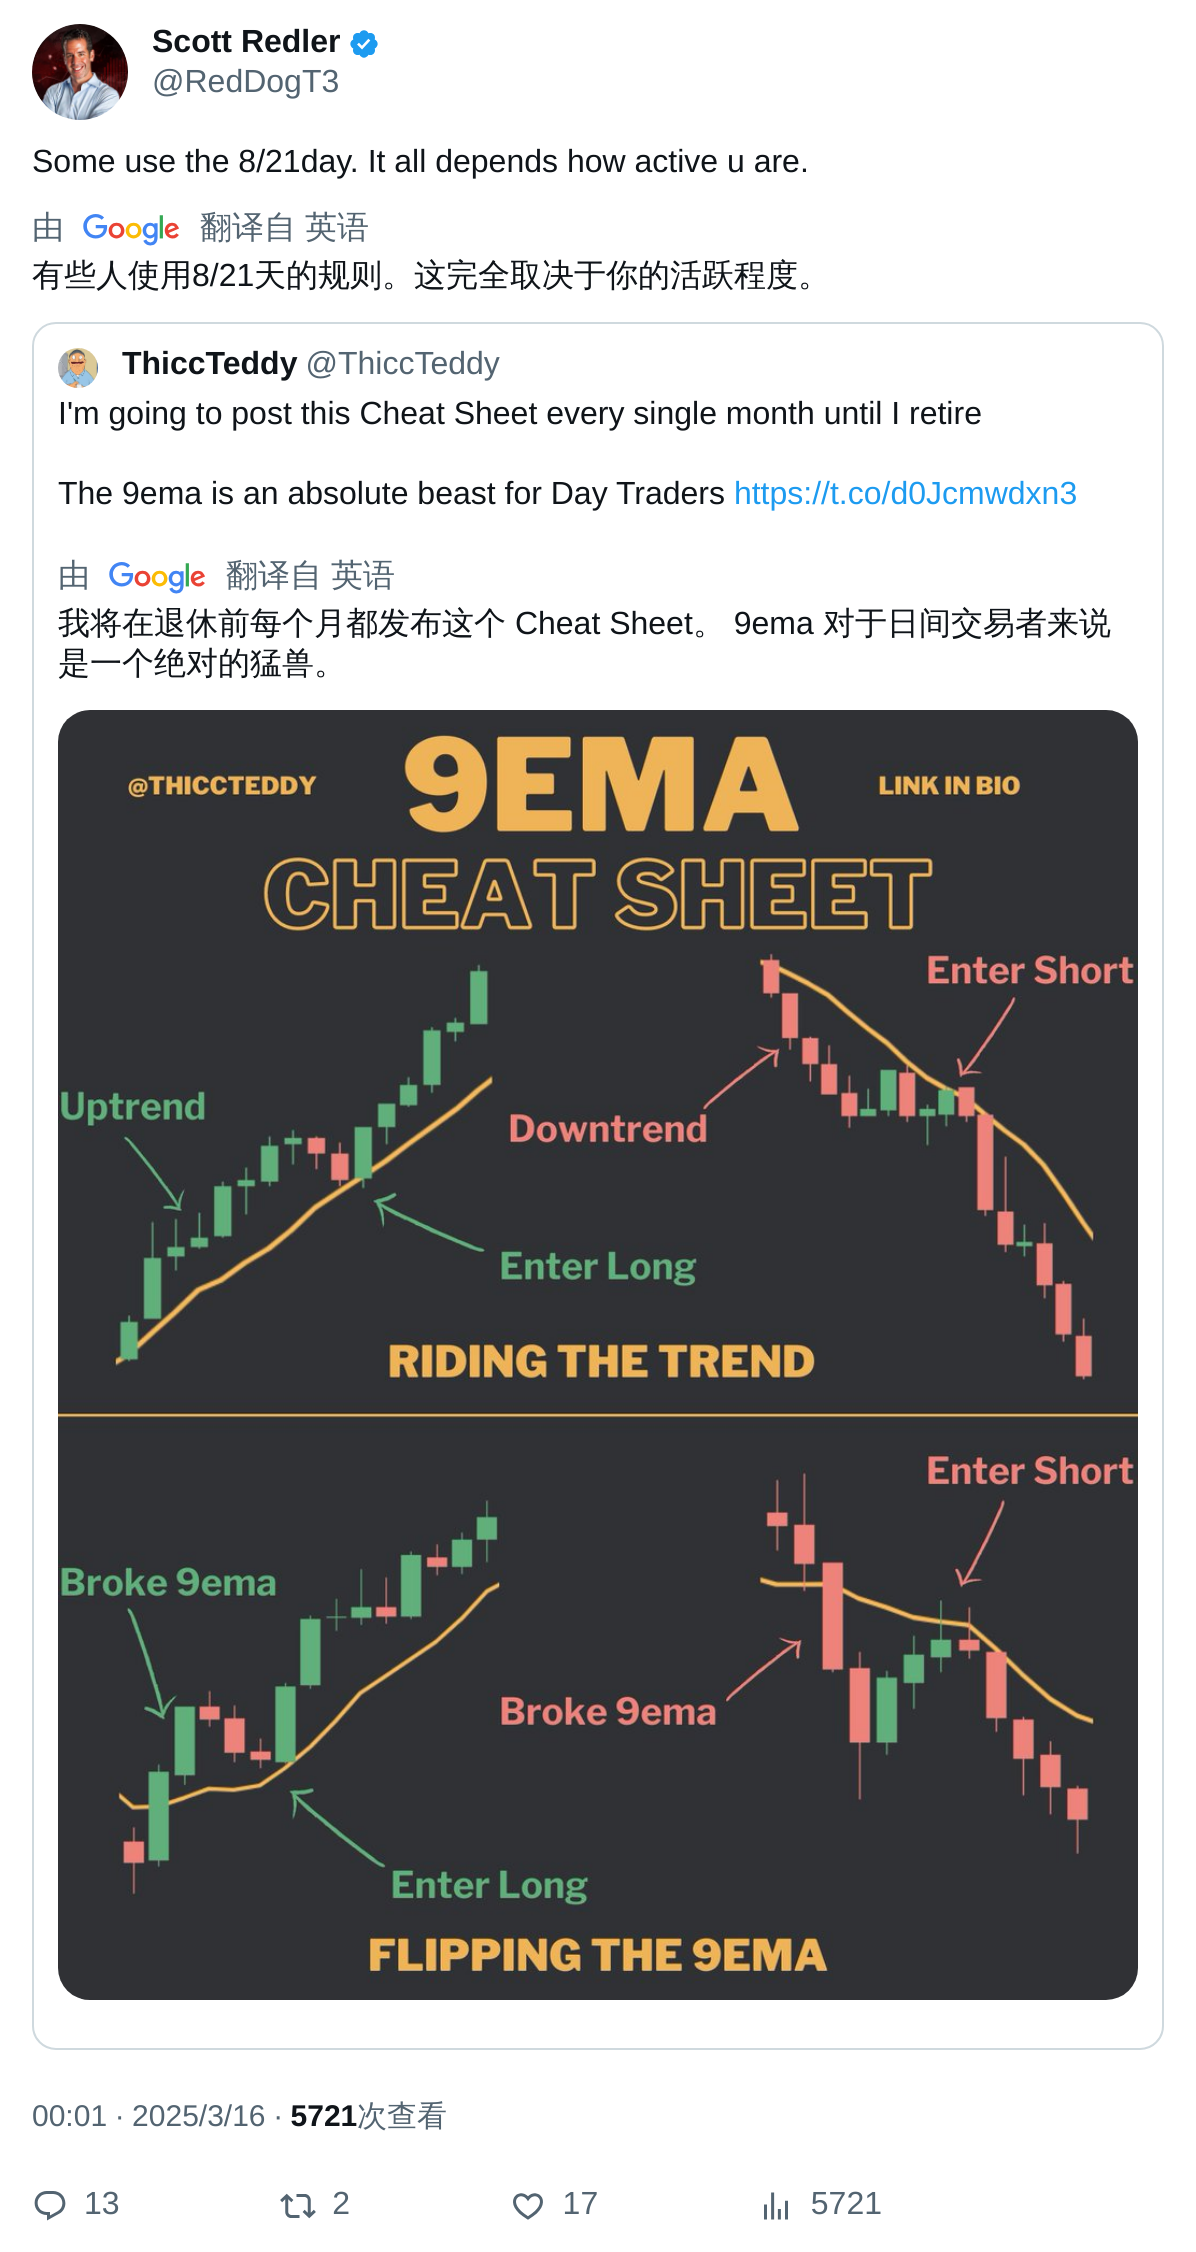 Scott Redler
@RedDogT3
Some use the 8/21day. It all depends how active u are.
由 Google 翻译自 英语
有些人使用8/21天的规则。这完全取决于你的活跃程度。
ThiccTeddy @ThiccTeddy
I'm going to post this Cheat Sheet every single month until I retire
The 9ema is an absolute beast for Day Traders https://t.co/d0Jcmwdxn3
由 Google 翻译自 英语
我将在退休前每个月都发布这个 Cheat Sheet。 9ema 对于日间交易者来说
是一个绝对的猛兽。
@THICCTEDDY
9EMA
LINK IN BIO
CHEAT SHEET
Enter Short
Uptrend
Downtrend
Enter Long
RIDING THE TREND
Enter Short
Broke 9ema
Broke 9ema
Enter Long
FLIPPING THE 9EMA
00:01 · 2025/3/16 · 5721次查看
13 2 17 5721